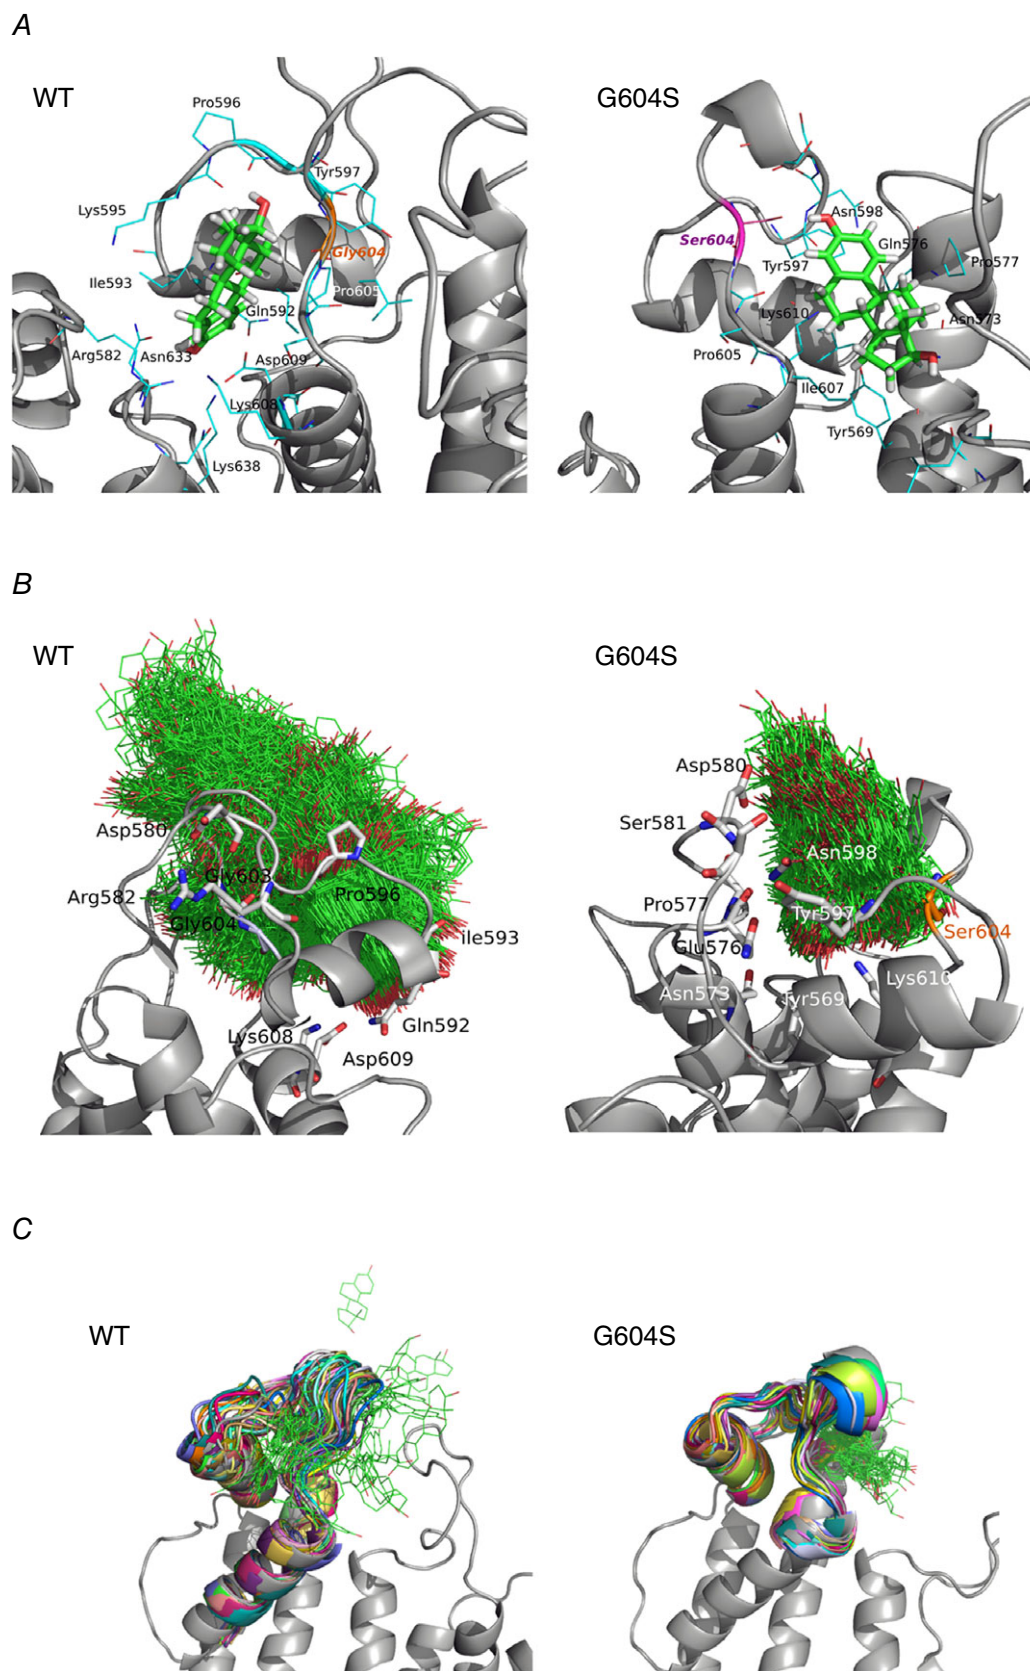 A
WT
G604S
Pro596
Tyr597
Lys595
Gly604
Ile593
Pro605
Gln592
Arg582
Asn633
Asp609
Lys608
Lys638
Asn598
Ser604
Gln576
Tyr597
Pro577
Lys610
Asn573
Pro605
Ile607
Tyr569
B
WT
G604S
Asp580
Gly603
Arg582
Pro596
Gly604
ile593
Lys608
Gln592
Asp609
Asp580
Ser581
Asn598
Pro577
Tyr597
Ser604
Glu576
Lys610
Asn573
Tyr569
C
WT
G604S